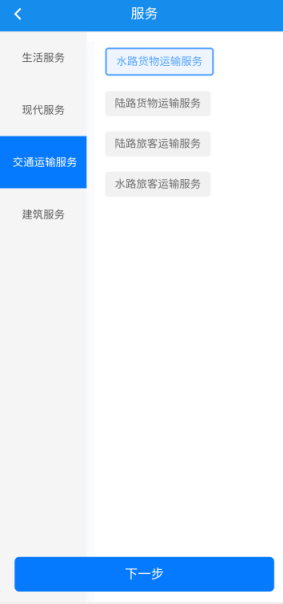 服务
生活服务
现代服务
交通运输服务
建筑服务
水路货物运输服务
陆路货物运输服务
陆路旅客运输服务
水路旅客运输服务
下一步